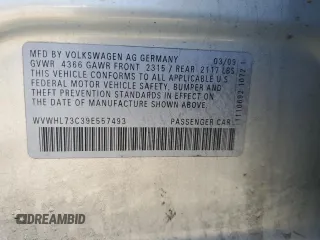 MFD BY VOLKSWAGEN AG GERMANY 03/09
GVWR 4366 GAWR FRONT 2315 / REAR 2117 LBS
THIS VEHICLE CONFORMS TO ALL APPLICABLE U.S.
FEDERAL MOTOR VEHICLE SAFETY, BUMPER AND
THEFT PREVENTION STANDARDS IN EFFECT ON
THE DATE OF MANUFACTURE SHOWN ABOVE
WVWHL73C39E557493 PASSENGER CAR
DREAMBID